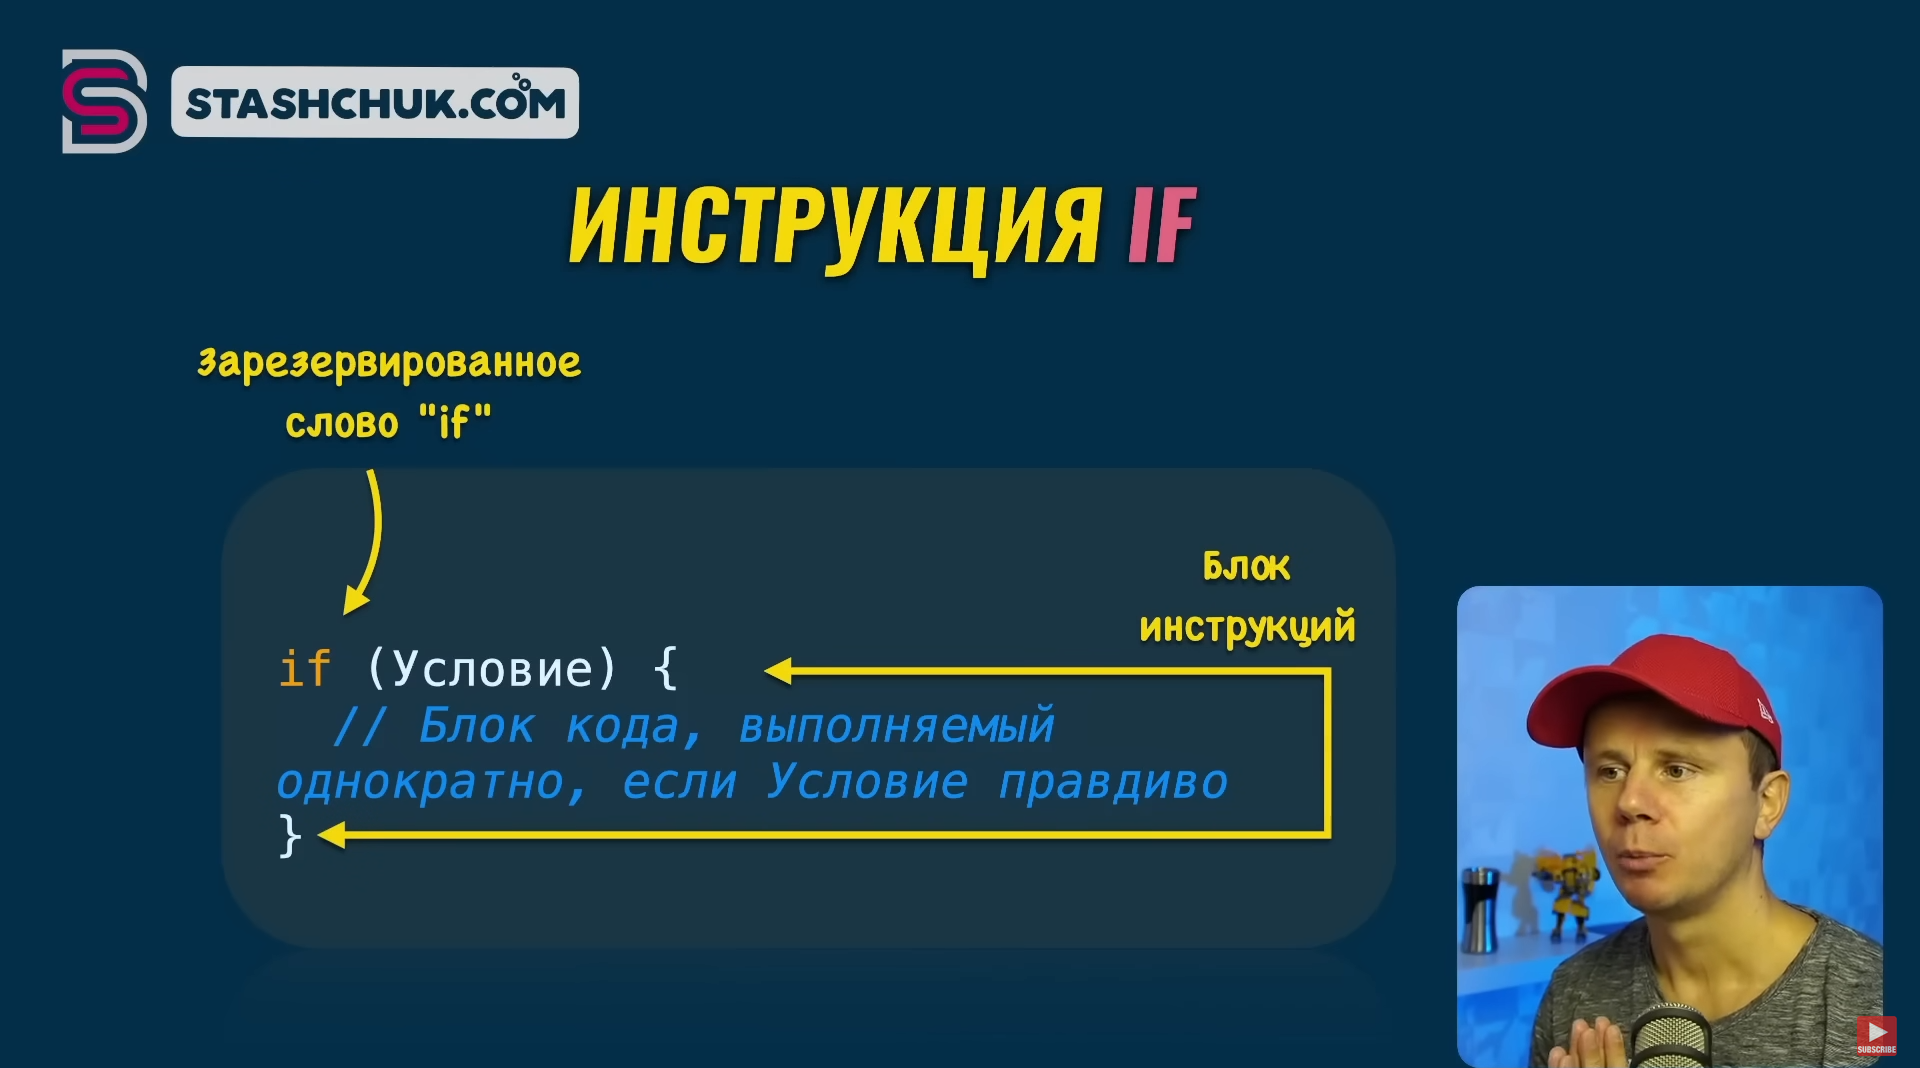 STASHCHUK.COM
ИНСТРУКЦИЯ IF
Зарезервированное
слово "if"
Блок
инструкций
if (Условие) {
// Блок кода, выполняемый
однократно, если Условие правдиво
}
SUBSCRIBE